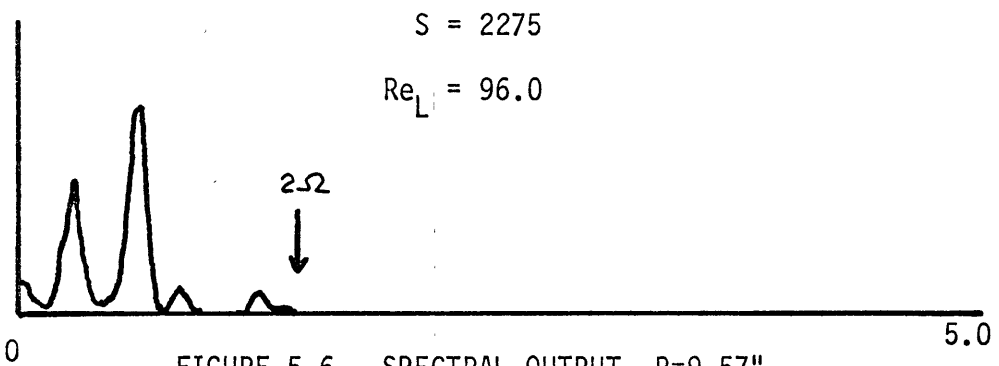 S = 2275
Re_L = 96.0
2Ω
5.0
0
FIGURE 5.6 SPECTRAL OUTPUT R=9.57"